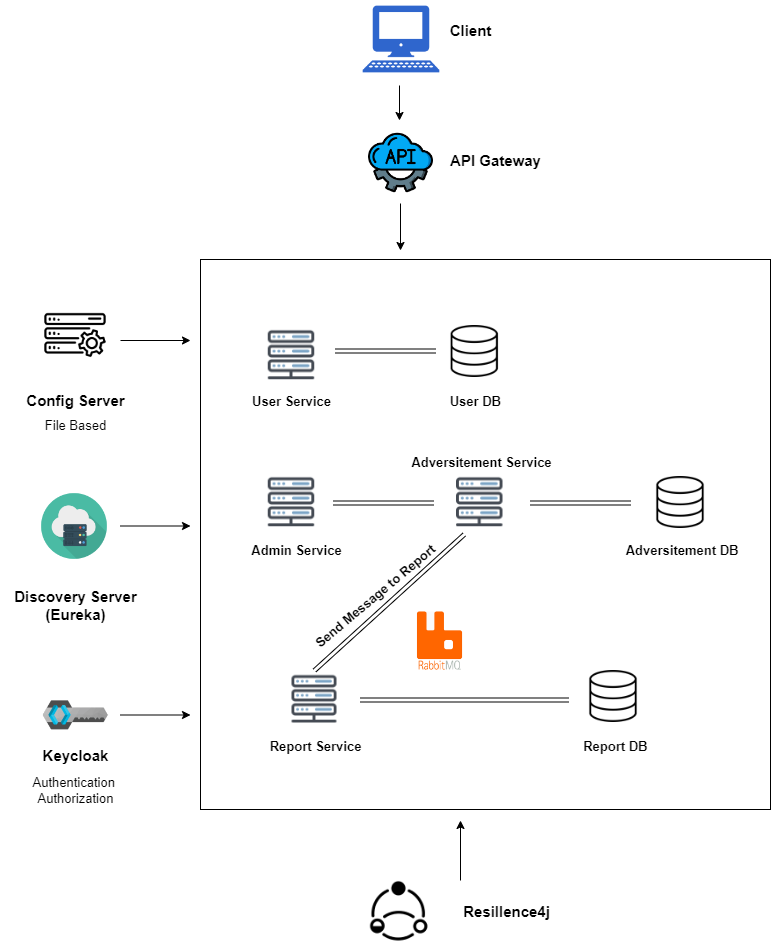 Client
API
API Gateway
Config Server
File Based
User Service
User DB
Adversitement Service
Admin Service
Adversitement DB
Discovery Server
(Eureka)
Send Message to Report
RabbitMQ
Report Service
Report DB
Keycloak
Authentication
Authorization
Resillence4j